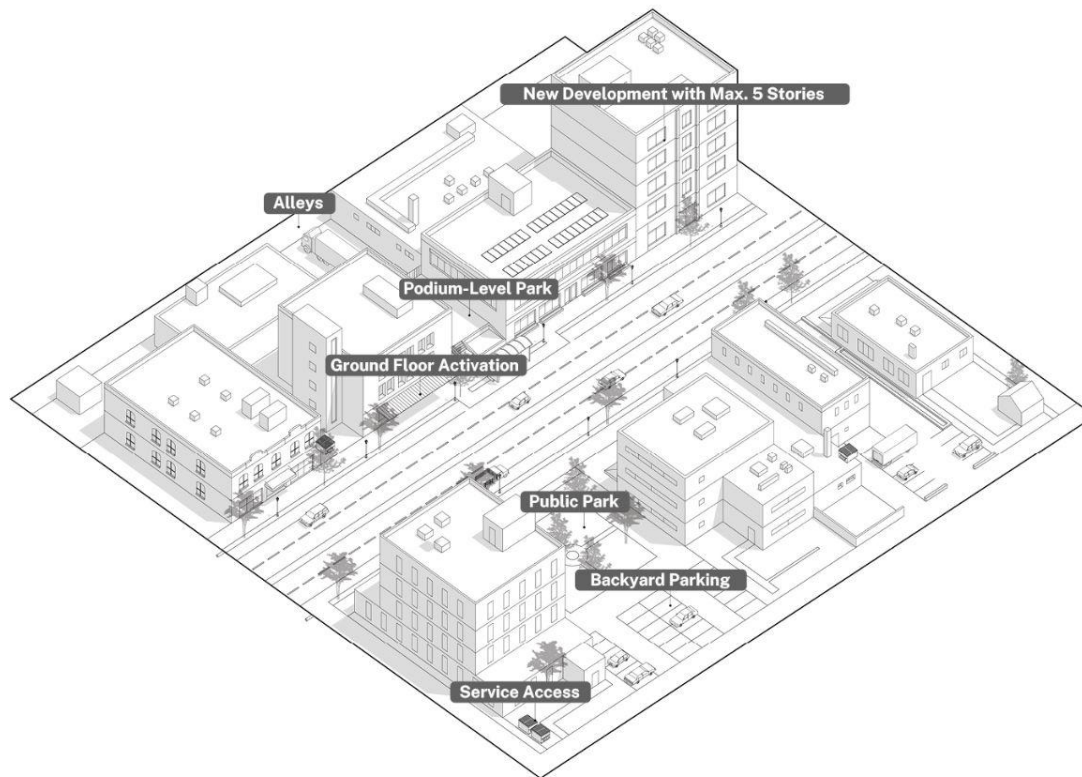 New Development with Max. 5 Stories
Alleys
Podium-Level Park
Ground Floor Activation
Public Park
Backyard Parking
Service Access